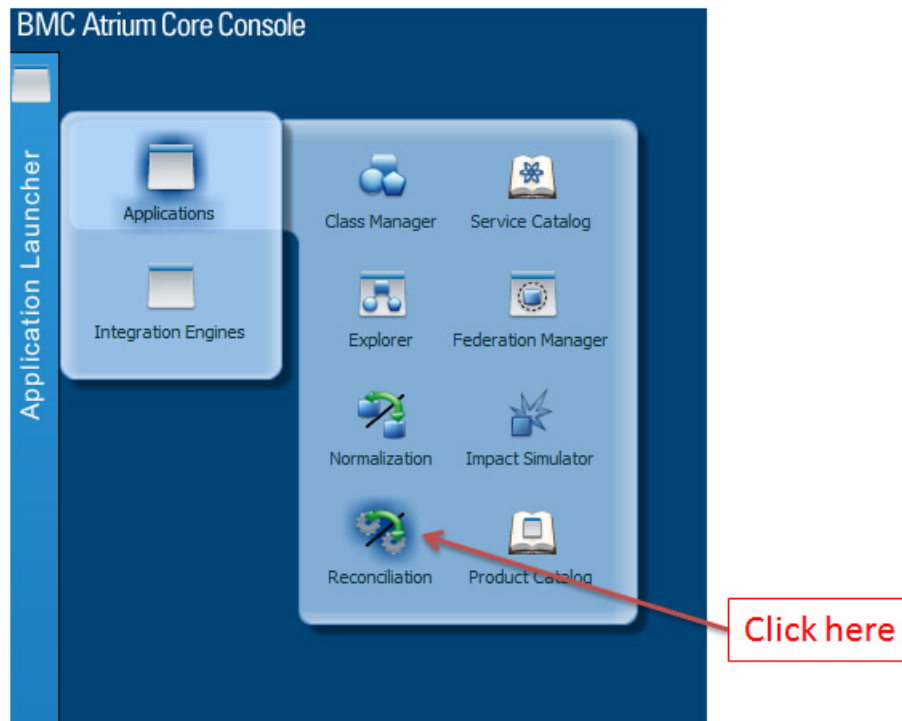 BMC Atrium Core Console
Application Launcher
Applications
Integration Engines
Class Manager
Service Catalog
Explorer
Federation Manager
Normalization
Impact Simulator
Reconciliation
Product Catalog
Click here